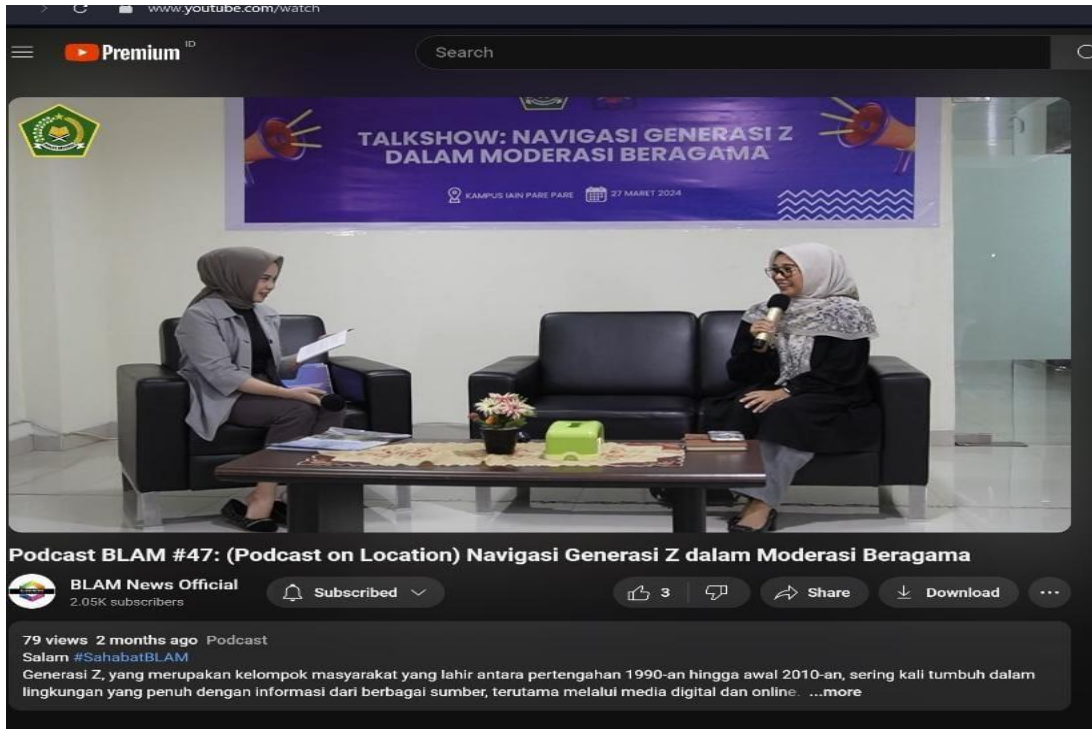 www.youtube.com/watch
Premium ID
Search
TALKSHOW: NAVIGASI GENERASI Z
DALAM MODERASI BERAGAMA
KAMPUS IAIN PARE PARE 27 MARET 2024
Podcast BLAM #47: (Podcast on Location) Navigasi Generasi Z dalam Moderasi Beragama
BLAM News Official
2.05K subscribers
Subscribed
3
Share
Download
79 views 2 months ago Podcast
Salam #SahabatBLAM
Generasi Z, yang merupakan kelompok masyarakat yang lahir antara pertengahan 1990-an hingga awal 2010-an, sering kali tumbuh dalam
lingkungan yang penuh dengan informasi dari berbagai sumber, terutama melalui media digital dan online. ...more